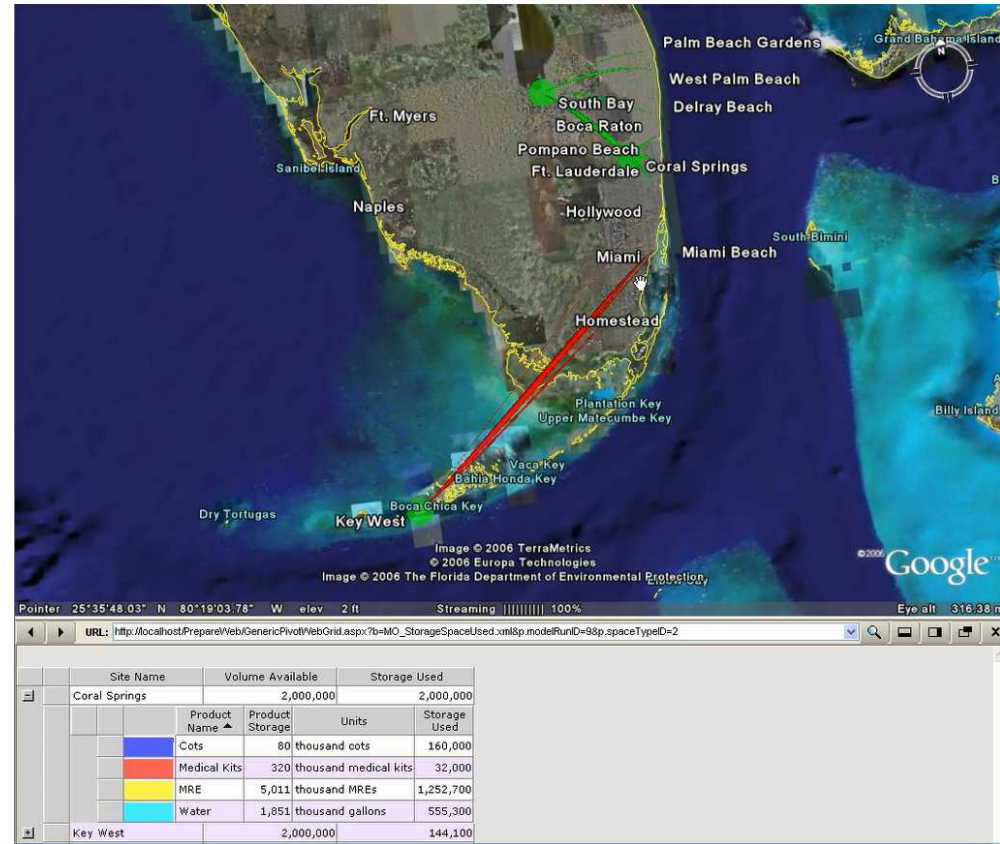 Palm Beach Gardens
Grand Bahama Island
N
West Palm Beach
South Bay
Delray Beach
Ft. Myers
Boca Raton
Pompano Beach
Sanibel Island
Ft. Lauderdale
Coral Springs
Naples
Hollywood
South Bimini
Miami
Miami Beach
Homestead
Plantation Key
Upper Matecumbe Key
Billy Island
Vaca Key
Bahia Honda Key
Boca Chica Key
Dry Tortugas
Key West
Image © 2006 TerraMetrics
© 2006 Europa Technologies
Image © 2006 The Florida Department of Environmental Protection
©2006 Google
Pointer 25°35'48.03" N 80°19'03.78" W elev 2 ft Streaming |||||||||| 100% Eye alt 316.38 m
URL: http://localhost/PrepareWeb/GenericPivotWebGrid.aspx?b=MO_StorageSpaceUsed.xml&p.modelRunID=9&p.spaceTypeID=2
Site Name Volume Available Storage Used
Coral Springs 2,000,000 2,000,000
Product Name Product Storage Units Storage Used
Cots 80 thousand cots 160,000
Medical Kits 320 thousand medical kits 32,000
MRE 5,011 thousand MREs 1,252,700
Water 1,851 thousand gallons 555,300
Key West 2,000,000 144,100